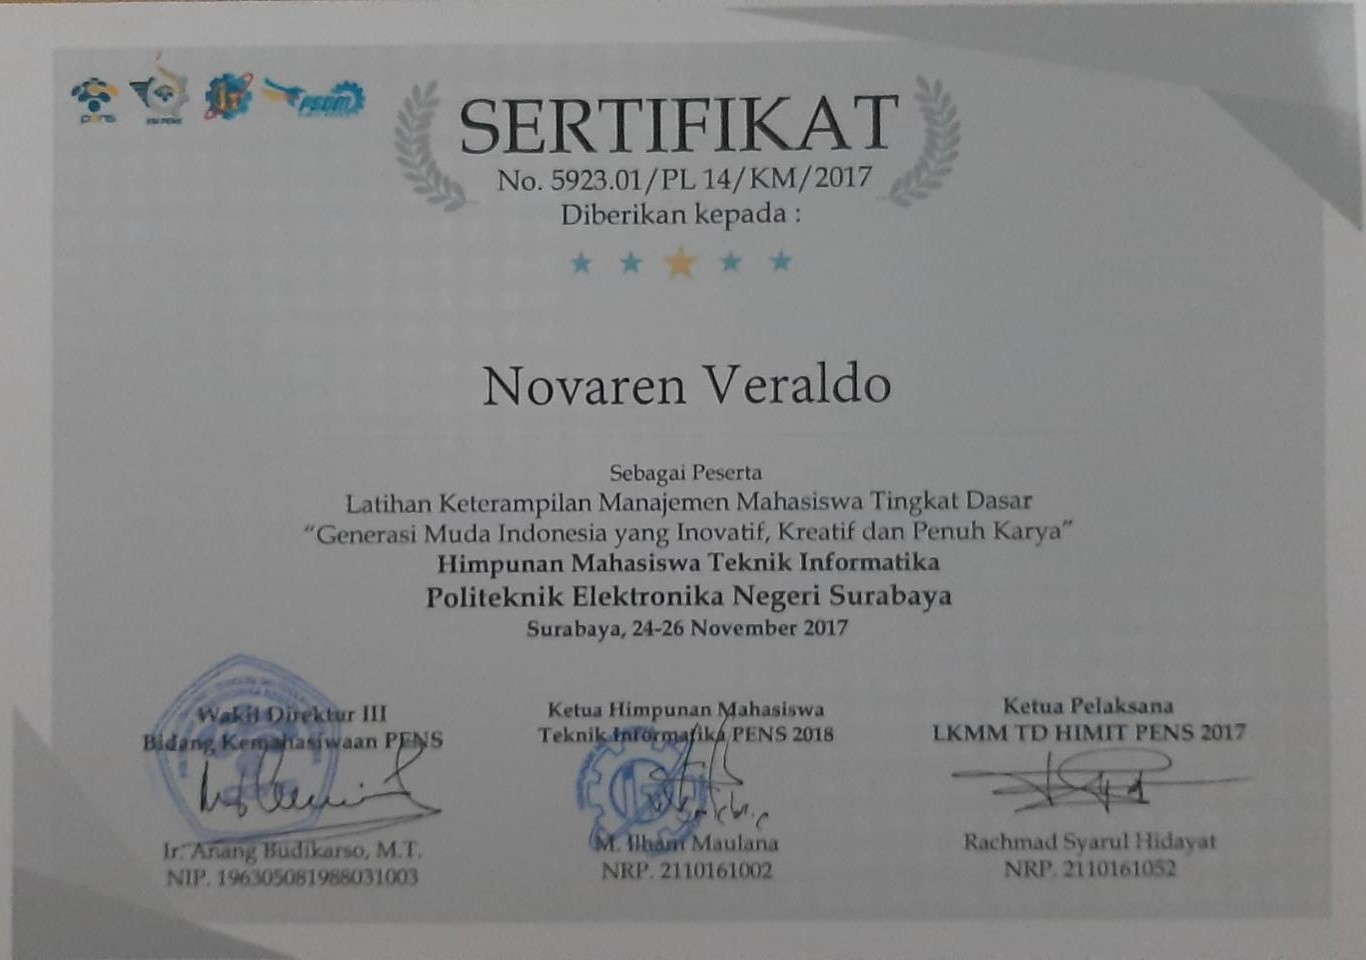 pens
PSDM
SERTIFIKAT
No. 5923.01/PL 14/KM/2017
Diberikan kepada :
Novaren Veraldo
Sebagai Peserta
Latihan Keterampilan Manajemen Mahasiswa Tingkat Dasar
"Generasi Muda Indonesia yang Inovatif, Kreatif dan Penuh Karya"
Himpunan Mahasiswa Teknik Informatika
Politeknik Elektronika Negeri Surabaya
Surabaya, 24-26 November 2017
Wakil Direktur III
Bidang Kemahasiwaan PENS
Ir. Anang Budikarso, M.T.
NIP. 196305081988031003
Ketua Himpunan Mahasiswa
Teknik Informatika PENS 2018
M. Ilham Maulana
NRP. 2110161002
Ketua Pelaksana
LKMM TD HIMIT PENS 2017
Rachmad Syarul Hidayat
NRP. 2110161052